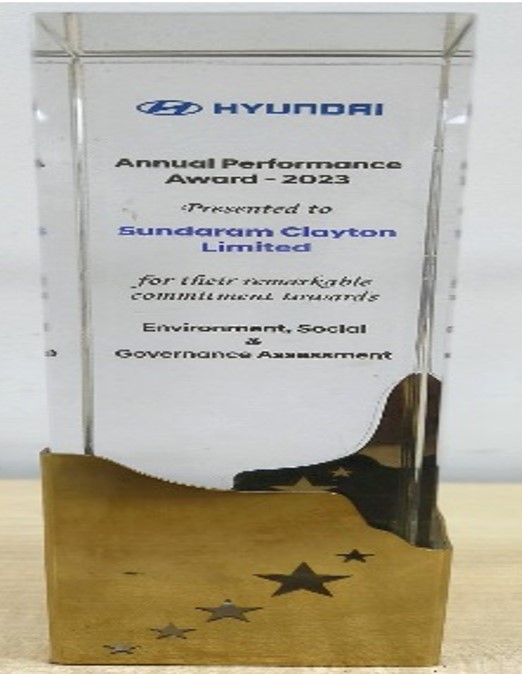 HYUNDAI
Annual Performance
Award - 2023
Presented to
Sundaram Clayton
Limited
for their remarkable
commitment towards
Environment, Social
&
Governance Assessment